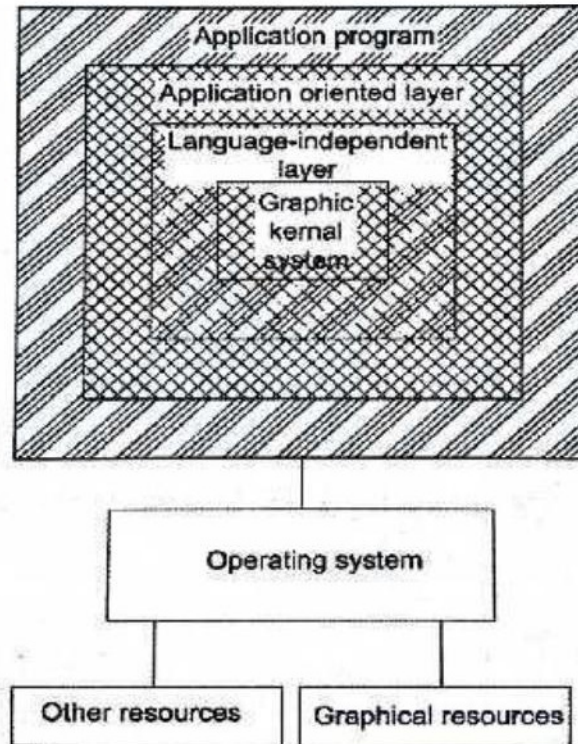 Application program
Application oriented layer
Language-independent
layer
Graphic
kernal
system
Operating system
Other resources
Graphical resources